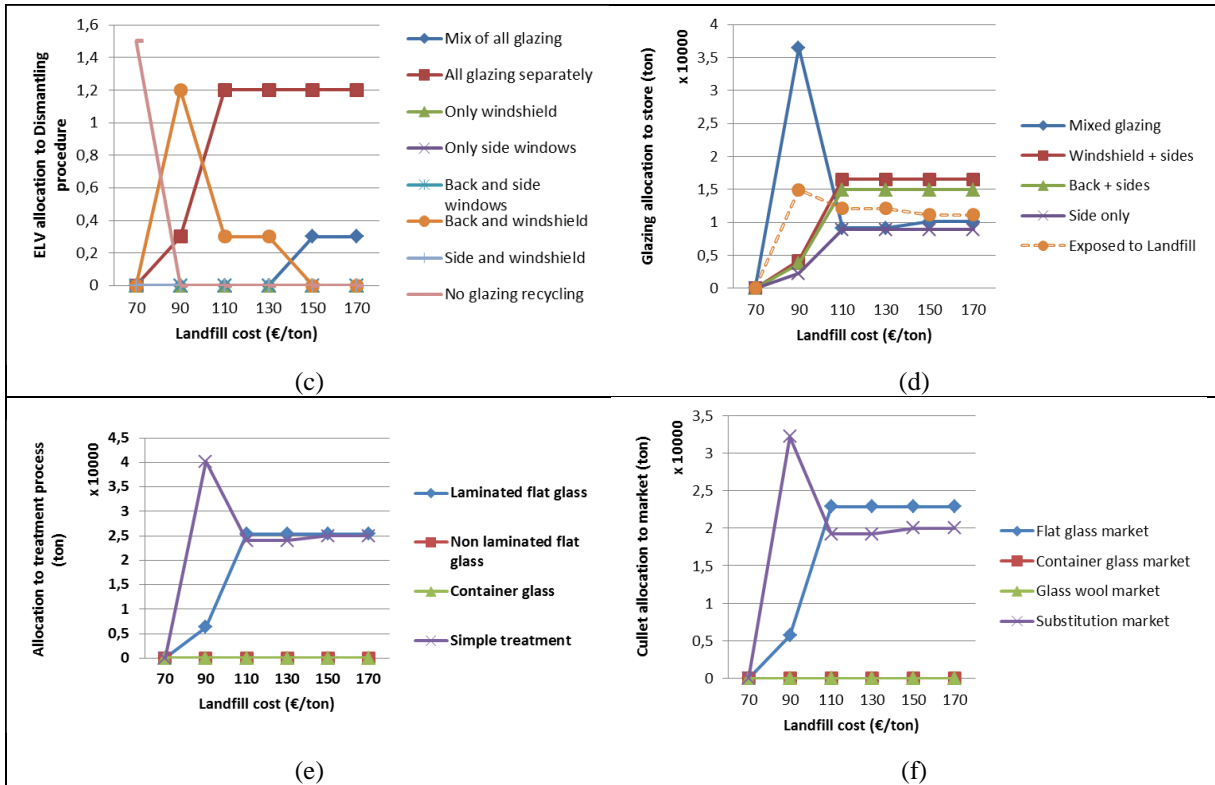 1,6
1,4
1,2
1
0,8
0,6
0,4
0,2
0
ELV allocation to Dismantling
procedure
70 90 110 130 150 170
Landfill cost (€/ton)
Mix of all glazing
All glazing separately
Only windshield
Only side windows
Back and side
windows
Back and windshield
Side and windshield
No glazing recycling
(c)
4
3,5
3
2,5
2
1,5
1
0,5
0
Glazing allocation to store (ton)
x 10000
70 90 110 130 150 170
Landfill cost (€/ton)
Mixed glazing
Windshield + sides
Back + sides
Side only
Exposed to Landfill
(d)
4,5
4
3,5
3
2,5
2
1,5
1
0,5
0
Allocation to treatment process
(ton)
x 10000
70 90 110 130 150 170
Landfill cost (€/ton)
Laminated flat glass
Non laminated flat
glass
Container glass
Simple treatment
(e)
3,5
3
2,5
2
1,5
1
0,5
0
Cullet allocation to market (ton)
x 10000
70 90 110 130 150 170
Landfill cost (€/ton)
Flat glass market
Container glass market
Glass wool market
Substitution market
(f)